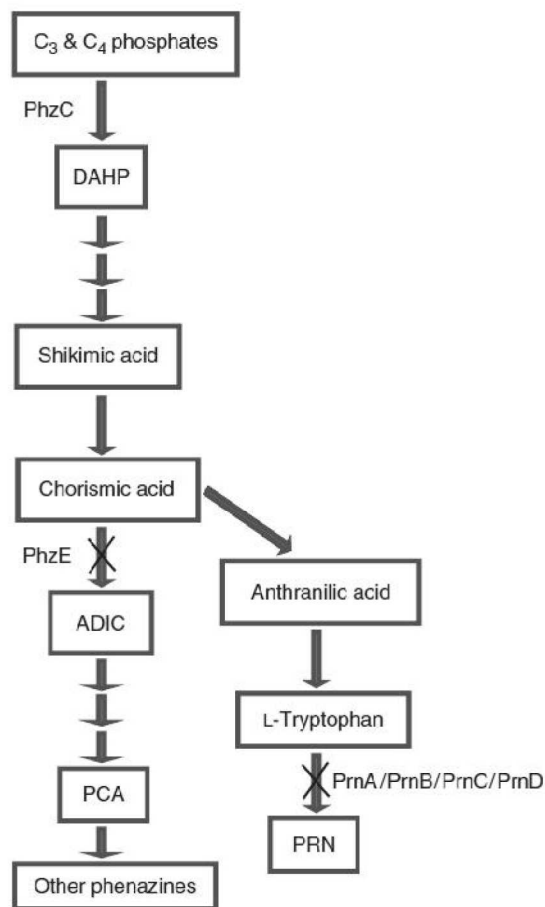 C₃ & C₄ phosphates
PhzC
DAHP
Shikimic acid
Chorismic acid
PhzE
Anthranilic acid
ADIC
L-Tryptophan
PrnA/PrnB/PrnC/PrnD
PCA
PRN
Other phenazines